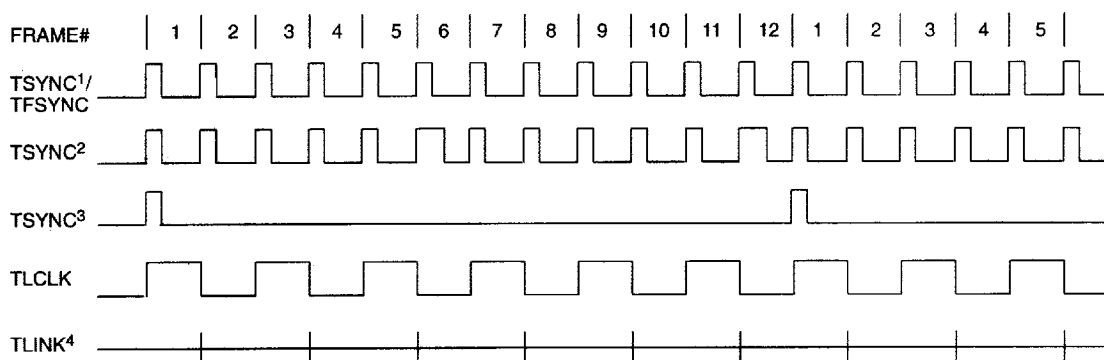 FRAME# 1 2 3 4 5 6 7 8 9 10 11 12 1 2 3 4 5
TSYNC¹/
TFSYNC
TSYNC²
TSYNC³
TLCLK
TLINK⁴